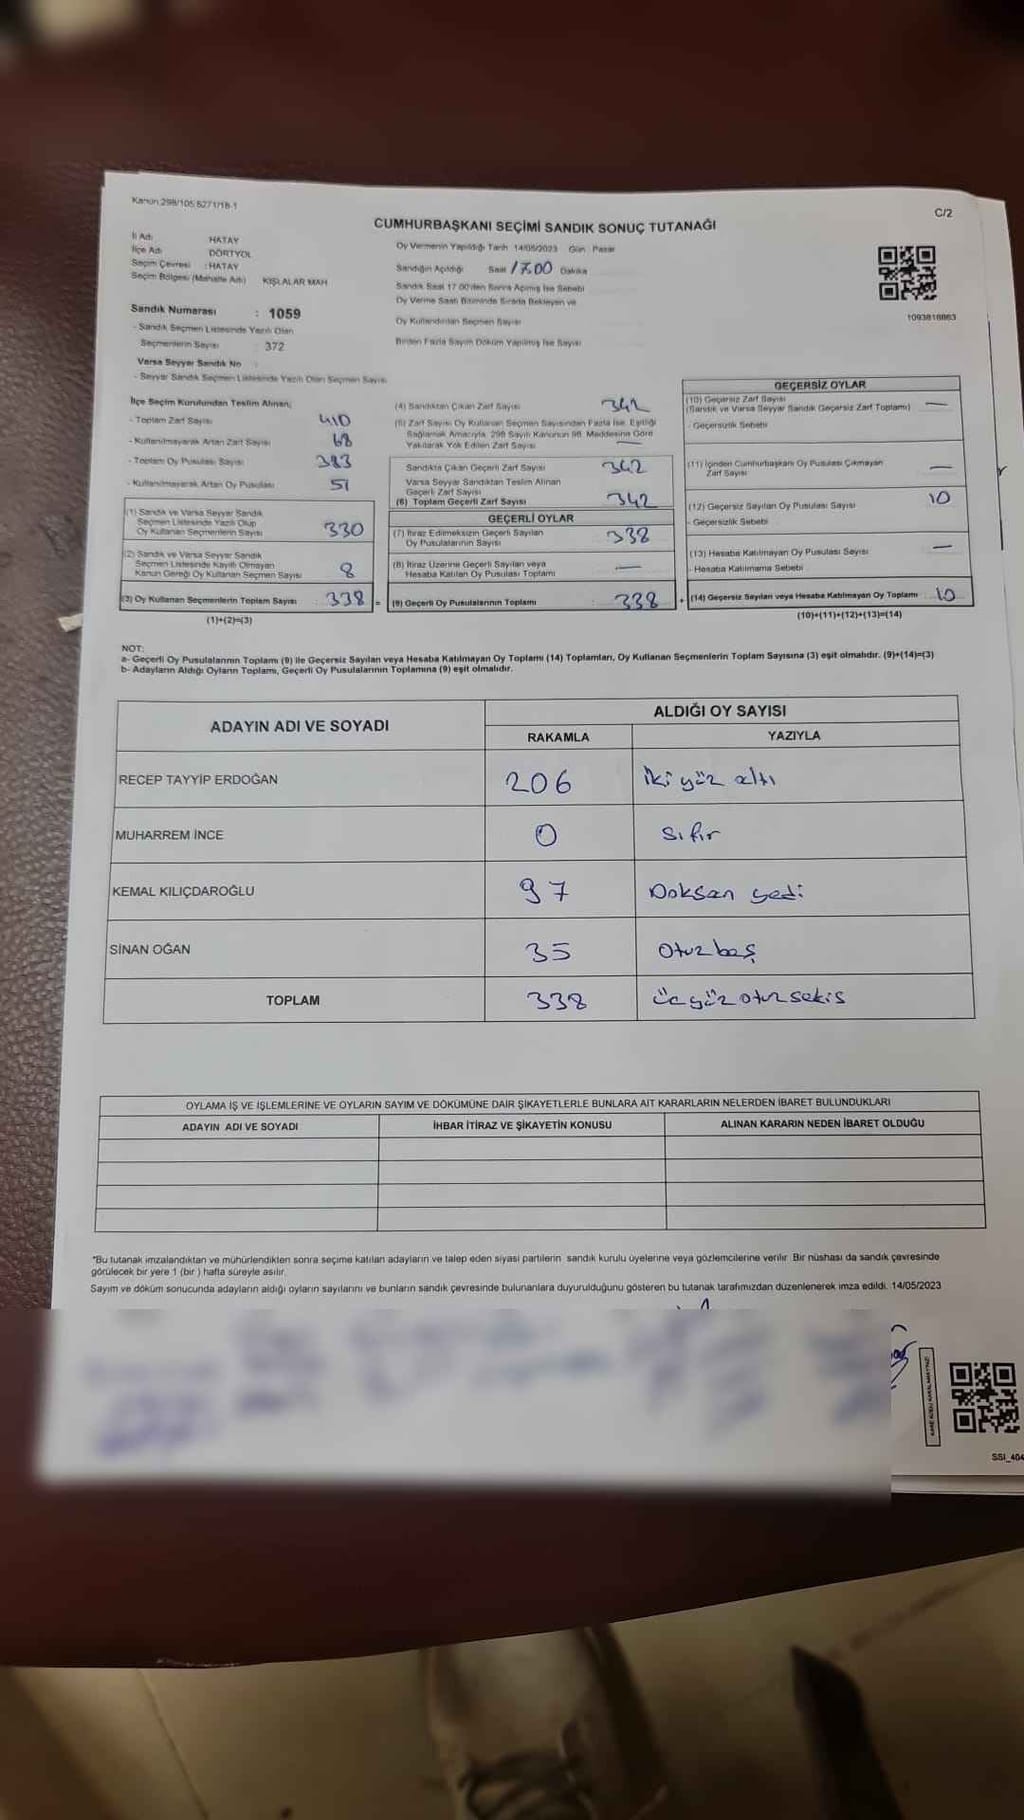 Kanun 298/105 6271/18-1
C/2
CUMHURBAŞKANI SEÇİMİ SANDIK SONUÇ TUTANAĞI
İl Adı HATAY
İlçe Adı DÖRTYOL
Seçim Çevresi :HATAY
Seçim Bölgesi (Mahalle Adı) KIŞLALAR MAH
Oy Vermenin Yapıldığı Tarih 14/05/2023 Gün Pazar
Sandığın Açıldığı Saat 1700 Dakika
Sandık Saat 17.00'den Sonra Açılmış İse Sebebi
Oy Verme Saati Bitiminde Sırada Bekleyen ve
Oy Kullandırılan Seçmen Sayısı
Birden Fazla Sayım Döküm Yapılmış İse Sayısı
1093818863
Sandık Numarası : 1059
- Sandık Seçmen Listesinde Yazılı Olan
Seçmenlerin Sayısı : 372
Varsa Seyyar Sandık No :
- Seyyar Sandık Seçmen Listesinde Yazılı Olan Seçmen Sayısı
İlçe Seçim Kurulundan Teslim Alınan;
- Toplam Zarf Sayısı 410
- Kullanılmayarak Artan Zarf Sayısı 68
- Toplam Oy Pusulası Sayısı 393
- Kullanılmayarak Artan Oy Pusulası 51
(1) Sandık ve Varsa Seyyar Sandık
Seçmen Listesinde Yazılı Olup
Oy Kullanan Seçmenlerin Sayısı 330
(2) Sandık ve Varsa Seyyar Sandık
Seçmen Listesinde Kayıtlı Olmayan
Kanun Gereği Oy Kullanan Seçmen Sayısı 8
(3) Oy Kullanan Seçmenlerin Toplam Sayısı : 338 =
(1)+(2)=(3)
(4) Sandıktan Çıkan Zarf Sayısı 342
(5) Zarf Sayısı Oy Kullanan Seçmen Sayısından Fazla İse, Eşitliği
Sağlamak Amacıyla, 298 Sayılı Kanunun 98. Maddesine Göre
Yakılarak Yok Edilen Zarf Sayısı —
Sandıkta Çıkan Geçerli Zarf Sayısı 342
Varsa Seyyar Sandıktan Teslim Alınan
Geçerli Zarf Sayısı
(6) Toplam Geçerli Zarf Sayısı 342
GEÇERLİ OYLAR
(7) İtiraz Edilmeksizin Geçerli Sayılan
Oy Pusulalarının Sayısı : 338
(8) İtiraz Üzerine Geçerli Sayılan veya
Hesaba Katılan Oy Pusulası Toplamı —
(9) Geçerli Oy Pusulalarının Toplamı : 338 +
GEÇERSİZ OYLAR
(10) Geçersiz Zarf Sayısı
(Sandık ve Varsa Seyyar Sandık Geçersiz Zarf Toplamı) —
- Geçersizlik Sebebi
(11) İçinden Cumhurbaşkanı Oy Pusulası Çıkmayan
Zarf Sayısı —
(12) Geçersiz Sayılan Oy Pusulası Sayısı 10
- Geçersizlik Sebebi
(13) Hesaba Katılmayan Oy Pusulası Sayısı —
- Hesaba Katılmama Sebebi
(14) Geçersiz Sayılan veya Hesaba Katılmayan Oy Toplamı : 10
(10)+(11)+(12)+(13)=(14)
NOT:
a- Geçerli Oy Pusulalarının Toplamı (9) ile Geçersiz Sayılan veya Hesaba Katılmayan Oy Toplamı (14) Toplamları, Oy Kullanan Seçmenlerin Toplam Sayısına (3) eşit olmalıdır. (9)+(14)=(3)
b- Adayların Aldığı Oyların Toplamı, Geçerli Oy Pusulalarının Toplamına (9) eşit olmalıdır.
ADAYIN ADI VE SOYADI ALDIĞI OY SAYISI
RAKAMLA YAZIYLA
RECEP TAYYİP ERDOĞAN 206 iki yüz altı
MUHARREM İNCE 0 Sıfır
KEMAL KILIÇDAROĞLU 97 Doksan yedi
SİNAN OĞAN 35 Otuz beş
TOPLAM 338 üçyüz otuz sekis
OYLAMA İŞ VE İŞLEMLERİNE VE OYLARIN SAYIM VE DÖKÜMÜNE DAİR ŞİKAYETLERLE BUNLARA AİT KARARLARIN NELERDEN İBARET BULUNDUKLARI
ADAYIN ADI VE SOYADI İHBAR İTİRAZ VE ŞİKAYETİN KONUSU ALINAN KARARIN NEDEN İBARET OLDUĞU
*Bu tutanak imzalandıktan ve mühürlendikten sonra seçime katılan adayların ve talep eden siyasi partilerin sandık kurulu üyelerine veya gözlemcilerine verilir. Bir nüshası da sandık çevresinde
görülecek bir yere 1 (bir ) hafta süreyle asılır.
Sayım ve döküm sonucunda adayların aldığı oyların sayılarını ve bunların sandık çevresinde bulunanlara duyurulduğunu gösteren bu tutanak tarafımızdan düzenlenerek imza edildi. 14/05/2023
SSI_404